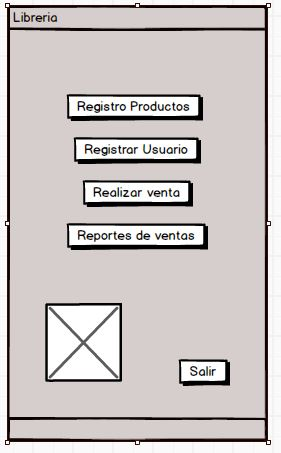 Libreria
Registro Productos
Registrar Usuario
Realizar venta
Reportes de ventas
Salir